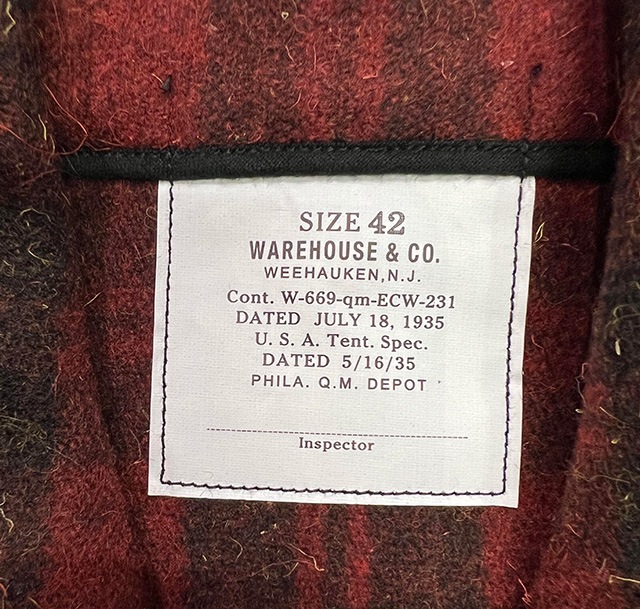 SIZE 42
WAREHOUSE & CO.
WEEHAUKEN,N.J.
Cont. W-669-qm-ECW-231
DATED JULY 18, 1935
U. S. A. Tent. Spec.
DATED 5/16/35
PHILA. Q.M. DEPOT
Inspector